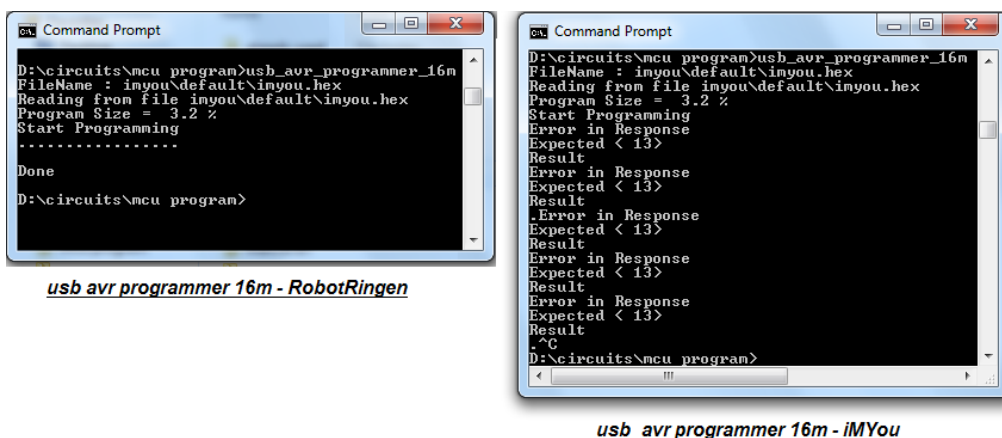 Command Prompt
D:\circuits\mcu program>usb_avr_programmer_16m
FileName : imyou\default\imyou.hex
Reading from file imyou\default\imyou.hex
Program Size =  3.2 %
Start Programming
-----------------
Done
D:\circuits\mcu program>
usb avr programmer 16m - RobotRingen
Command Prompt
D:\circuits\mcu program>usb_avr_programmer_16m
FileName : imyou\default\imyou.hex
Reading from file imyou\default\imyou.hex
Program Size =  3.2 %
Start Programming
Error in Response
Expected < 13>
Result
Error in Response
Expected < 13>
Result
.Error in Response
Expected < 13>
Result
Error in Response
Expected < 13>
Result
Error in Response
Expected < 13>
Result
.^C
D:\circuits\mcu program>
usb avr programmer 16m - iMYou